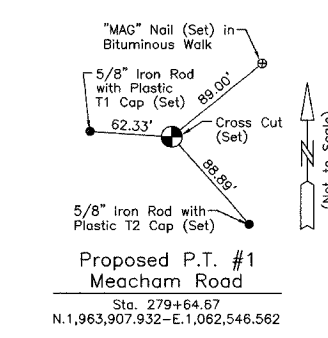 "MAG" Nail (Set) in
Bituminous Walk
5/8" Iron Rod
with Plastic
T1 Cap (Set)
89.00'
62.33'
Cross Cut
(Set)
88.89'
N
(Not to Scale)
5/8" Iron Rod with
Plastic T2 Cap (Set)
Proposed P.T. #1
Meacham Road
Sta. 279+64.67
N.1,963,907.932-E.1,062,546.562